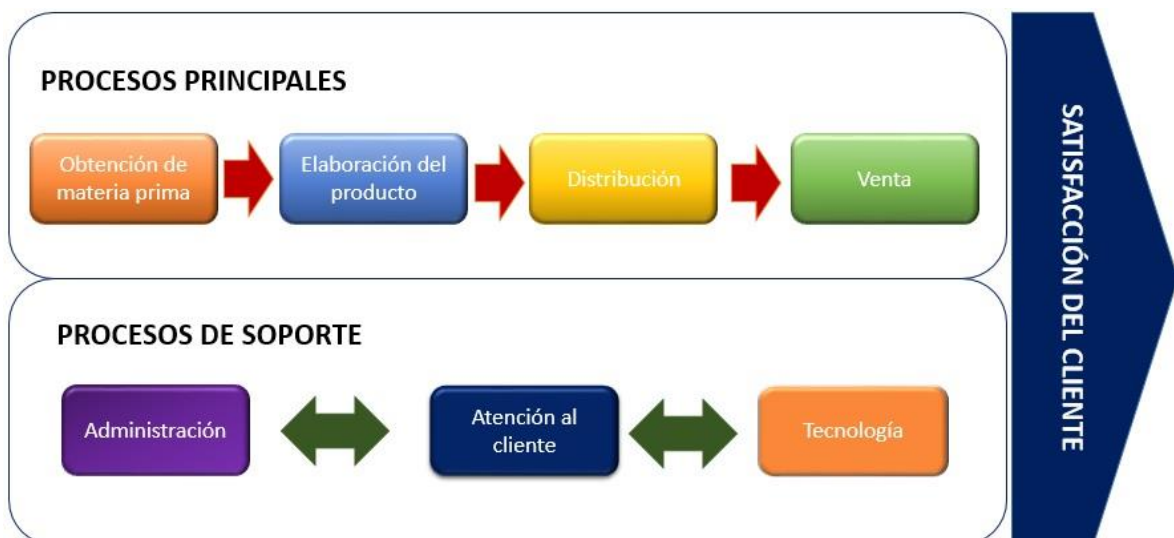 PROCESOS PRINCIPALES
Obtención de
materia prima
Elaboración del
producto
Distribución
Venta
PROCESOS DE SOPORTE
Administración
Atención al
cliente
Tecnología
SATISFACCIÓN DEL CLIENTE